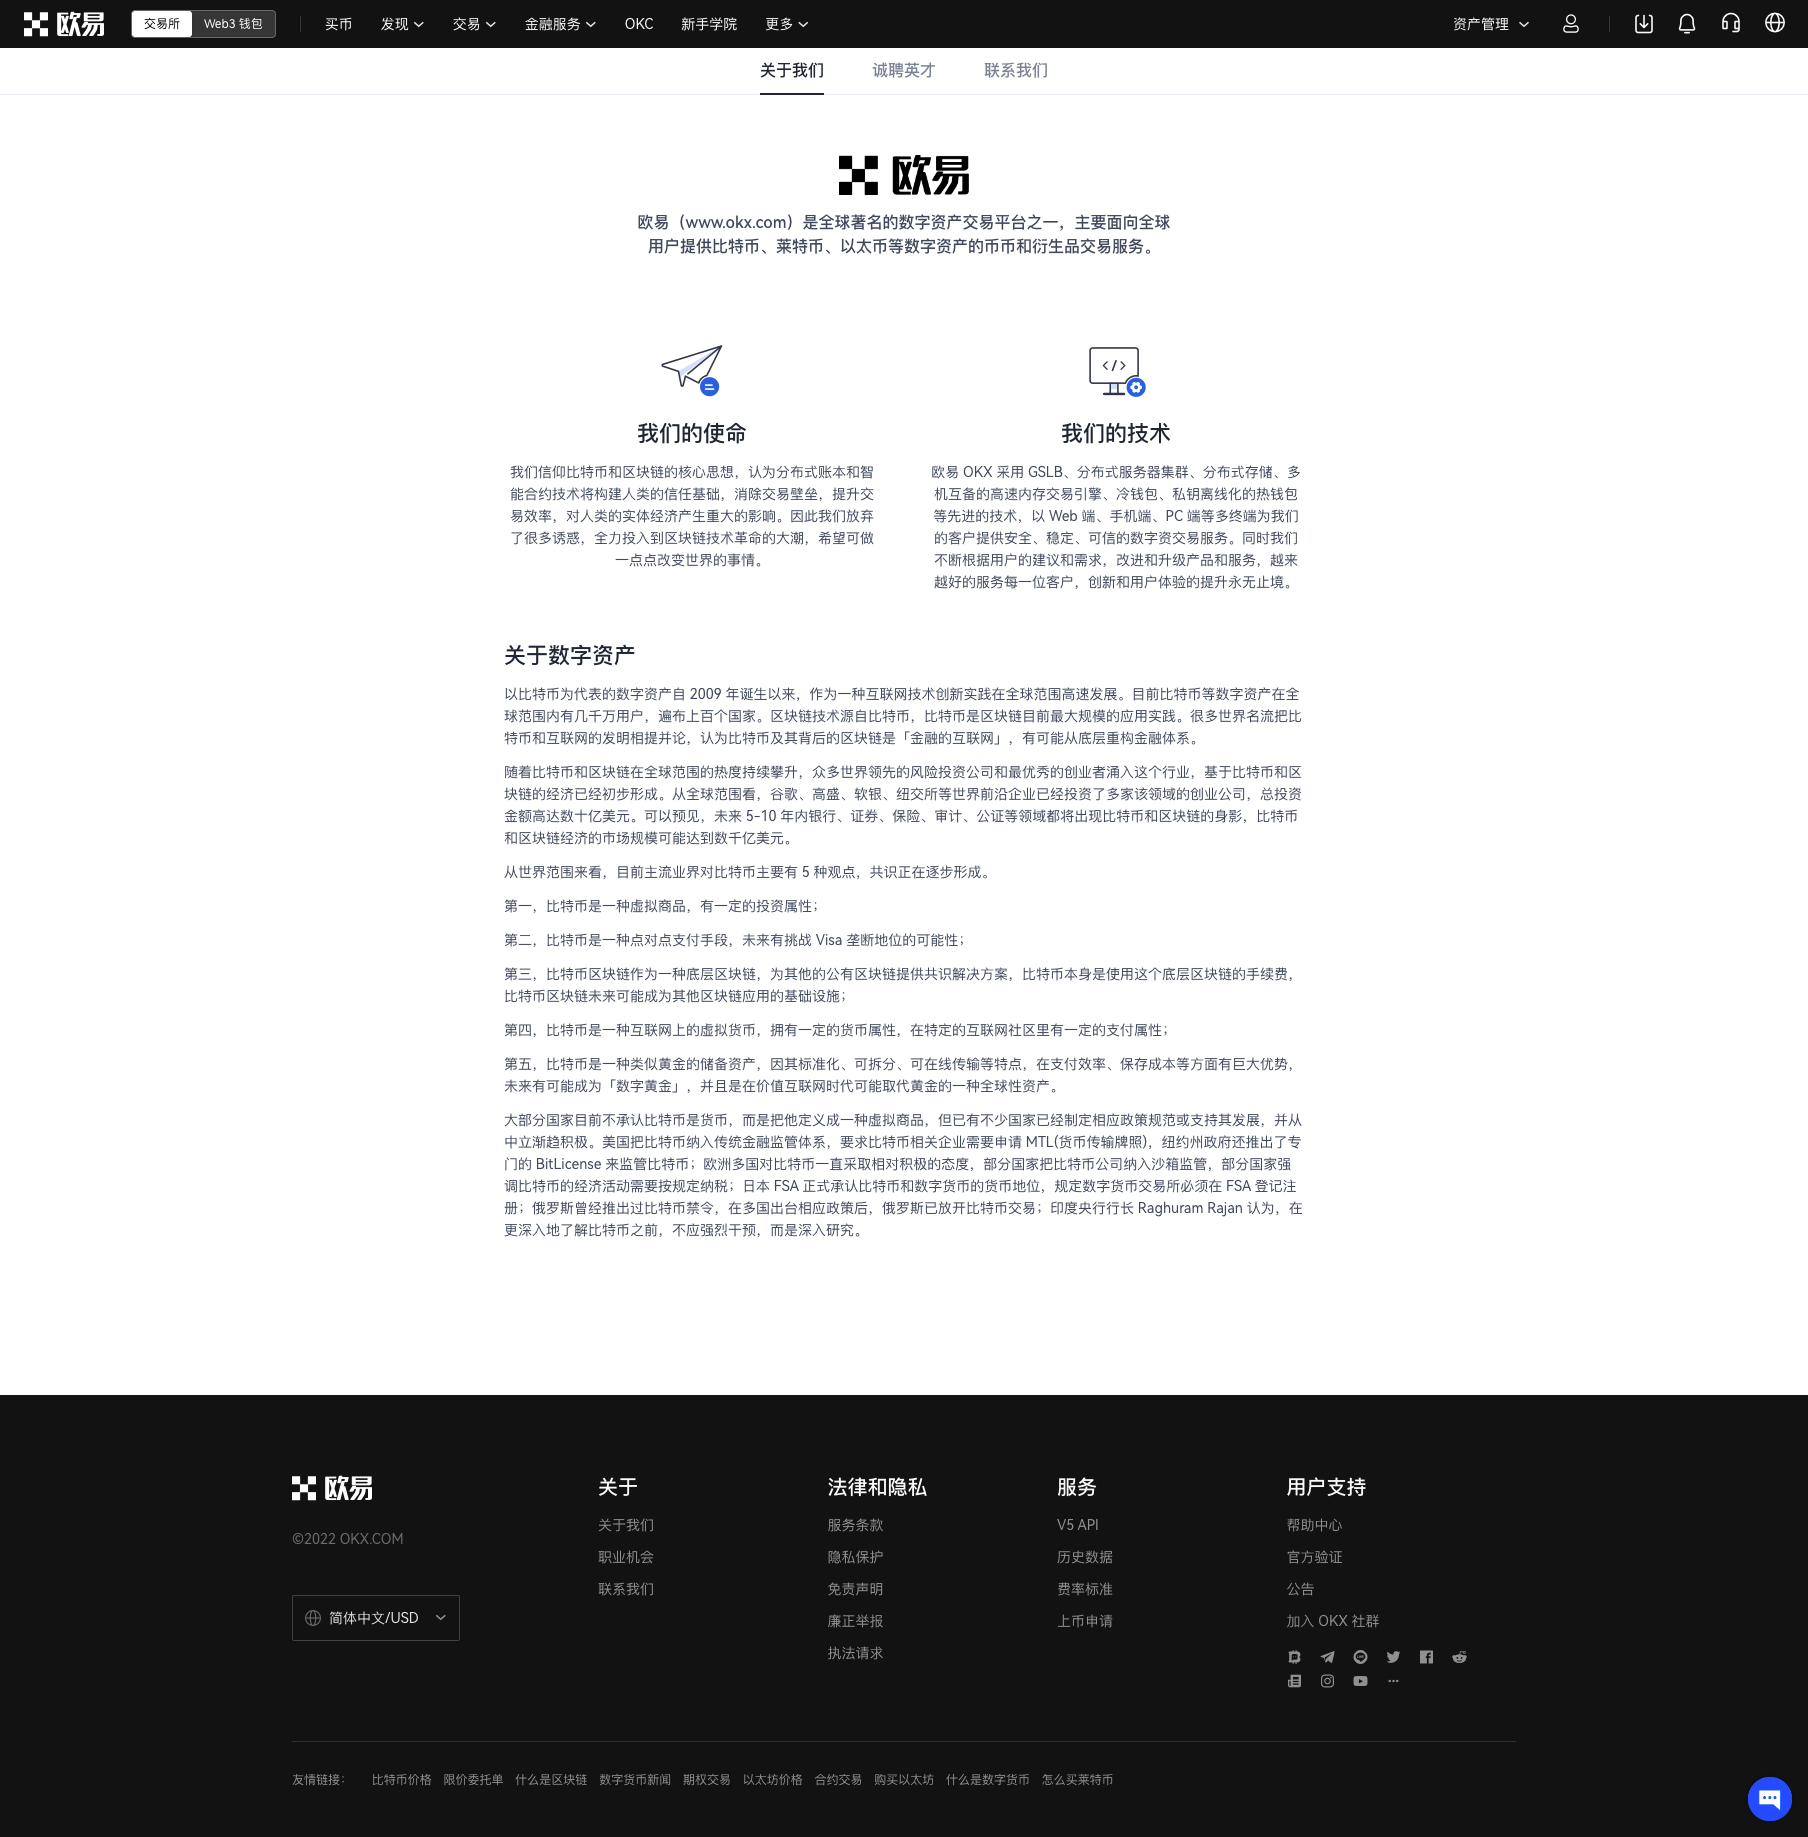 欧易 交易所 Web3 钱包 买币 发现 交易 金融服务 OKC 新手学院 更多 资产管理
关于我们 诚聘英才 联系我们
欧易
欧易（www.okx.com）是全球著名的数字资产交易平台之一，主要面向全球
用户提供比特币、莱特币、以太币等数字资产的币币和衍生品交易服务。
我们的使命
我们信仰比特币和区块链的核心思想，认为分布式账本和智
能合约技术将构建人类的信任基础，消除交易壁垒，提升交
易效率，对人类的实体经济产生重大的影响。因此我们放弃
了很多诱惑，全力投入到区块链技术革命的大潮，希望可做
一点点改变世界的事情。
我们的技术
欧易 OKX 采用 GSLB、分布式服务器集群、分布式存储、多
机互备的高速内存交易引擎、冷钱包、私钥离线化的热钱包
等先进的技术，以 Web 端、手机端、PC 端等多终端为我们
的客户提供安全、稳定、可信的数字资交易服务。同时我们
不断根据用户的建议和需求，改进和升级产品和服务，越来
越好的服务每一位客户，创新和用户体验的提升永无止境。
关于数字资产
以比特币为代表的数字资产自 2009 年诞生以来，作为一种互联网技术创新实践在全球范围高速发展。目前比特币等数字资产在全
球范围内有几千万用户，遍布上百个国家。区块链技术源自比特币，比特币是区块链目前最大规模的应用实践。很多世界名流把比
特币和互联网的发明相提并论，认为比特币及其背后的区块链是「金融的互联网」，有可能从底层重构金融体系。
随着比特币和区块链在全球范围的热度持续攀升，众多世界领先的风险投资公司和最优秀的创业者涌入这个行业，基于比特币和区
块链的经济已经初步形成。从全球范围看，谷歌、高盛、软银、纽交所等世界前沿企业已经投资了多家该领域的创业公司，总投资
金额高达数十亿美元。可以预见，未来 5-10 年内银行、证券、保险、审计、公证等领域都将出现比特币和区块链的身影，比特币
和区块链经济的市场规模可能达到数千亿美元。
从世界范围来看，目前主流业界对比特币主要有 5 种观点，共识正在逐步形成。
第一，比特币是一种虚拟商品，有一定的投资属性；
第二，比特币是一种点对点支付手段，未来有挑战 Visa 垄断地位的可能性；
第三，比特币区块链作为一种底层区块链，为其他的公有区块链提供共识解决方案，比特币本身是使用这个底层区块链的手续费，
比特币区块链未来可能成为其他区块链应用的基础设施；
第四，比特币是一种互联网上的虚拟货币，拥有一定的货币属性，在特定的互联网社区里有一定的支付属性；
第五，比特币是一种类似黄金的储备资产，因其标准化、可拆分、可在线传输等特点，在支付效率、保存成本等方面有巨大优势，
未来有可能成为「数字黄金」，并且是在价值互联网时代可能取代黄金的一种全球性资产。
大部分国家目前不承认比特币是货币，而是把他定义成一种虚拟商品，但已有不少国家已经制定相应政策规范或支持其发展，并从
中立渐趋积极。美国把比特币纳入传统金融监管体系，要求比特币相关企业需要申请 MTL(货币传输牌照)，纽约州政府还推出了专
门的 BitLicense 来监管比特币；欧洲多国对比特币一直采取相对积极的态度，部分国家把比特币公司纳入沙箱监管，部分国家强
调比特币的经济活动需要按规定纳税；日本 FSA 正式承认比特币和数字货币的货币地位，规定数字货币交易所必须在 FSA 登记注
册；俄罗斯曾经推出过比特币禁令，在多国出台相应政策后，俄罗斯已放开比特币交易；印度央行行长 Raghuram Rajan 认为，在
更深入地了解比特币之前，不应强烈干预，而是深入研究。
欧易
©2022 OKX.COM
简体中文/USD
关于
关于我们
职业机会
联系我们
法律和隐私
服务条款
隐私保护
免责声明
廉正举报
执法请求
服务
V5 API
历史数据
费率标准
上币申请
用户支持
帮助中心
官方验证
公告
加入 OKX 社群
友情链接： 比特币价格 限价委托单 什么是区块链 数字货币新闻 期权交易 以太坊价格 合约交易 购买以太坊 什么是数字货币 怎么买莱特币